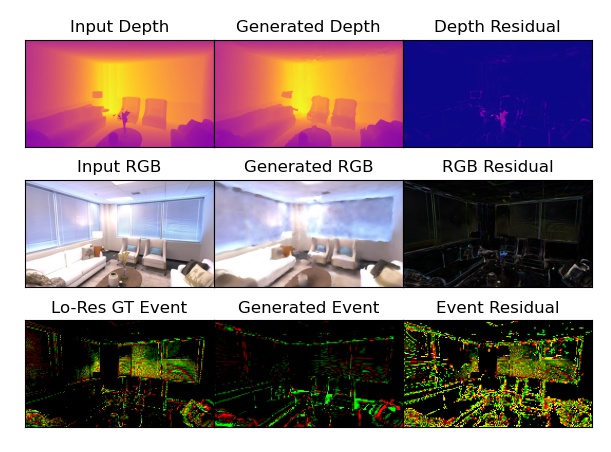 Input Depth
Generated Depth
Depth Residual
Input RGB
Generated RGB
RGB Residual
Lo-Res GT Event
Generated Event
Event Residual